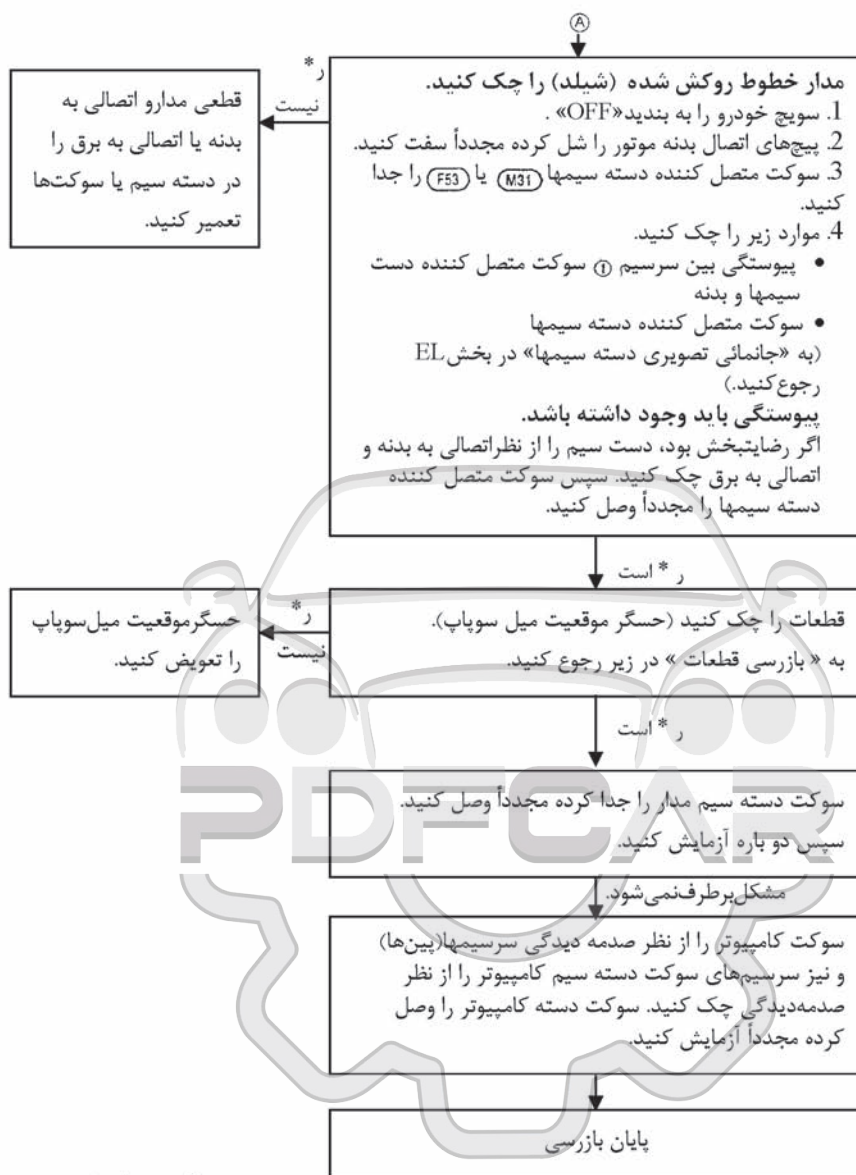 Ⓐ
مدار خطوط روکش شده (شیلد) را چک کنید.
1. سویچ خودرو را به بندید«OFF» .
2. پیچ‌های اتصال بدنه موتور را شل کرده مجدداً سفت کنید.
3. سوکت متصل کننده دسته سیمها M31 یا F53 را جدا
کنید.
4. موارد زیر را چک کنید.
• پیوستگی بین سرسیم ① سوکت متصل کننده دست
سیمها و بدنه
• سوکت متصل کننده دسته سیمها
(به «جانمائی تصویری دسته سیمها» در بخش EL
رجوع کنید.)
پیوستگی باید وجود داشته باشد.
اگر رضایتبخش بود، دست سیم را از نظراتصالی به بدنه و
اتصالی به برق چک کنید. سپس سوکت متصل کننده
دسته سیمها را مجدداً وصل کنید.
ر*
نیست
قطعی مدارو اتصالی به
بدنه یا اتصالی به برق را
در دسته سیم یا سوکت‌ها
تعمیر کنید.
ر * است
قطعات را چک کنید (حسگر موقعیت میل سوپاپ).
به « بازرسی قطعات » در زیر رجوع کنید.
ر*
نیست
حسگرموقعیت میل‌سوپاپ
را تعویض کنید.
ر * است
سوکت دسته سیم مدار را جدا کرده مجدداً وصل کنید.
سپس دو باره آزمایش کنید.
مشکل‌برطرف‌نمی‌شود.
سوکت کامپیوتر را از نظر صدمه دیدگی سرسیمها(پین‌ها)
و نیز سرسیم‌های سوکت دسته سیم کامپیوتر را از نظر
صدمه‌دیدگی چک کنید. سوکت دسته کامپیوتر را وصل
کرده مجدداً آزمایش کنید.
پایان بازرسی
PDFCAR